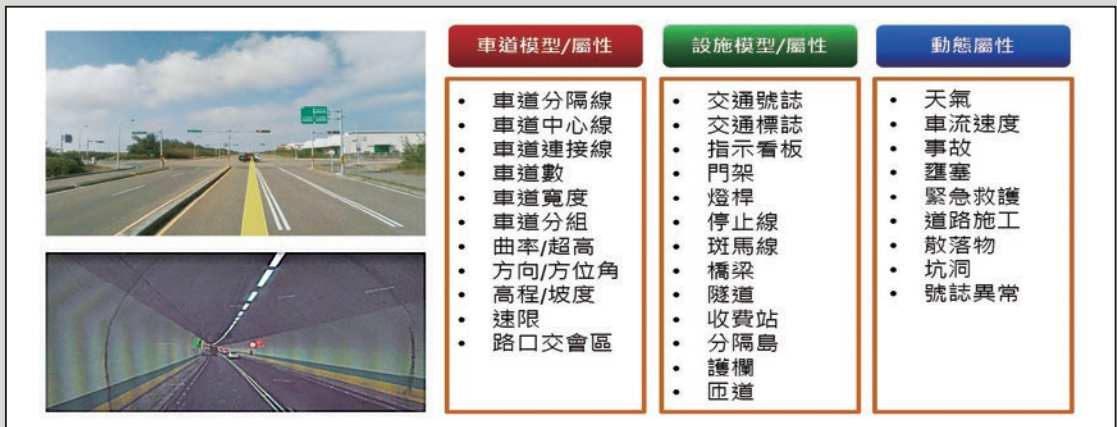 車道模型/屬性
• 車道分隔線
• 車道中心線
• 車道連接線
• 車道數
• 車道寬度
• 車道分組
• 曲率/超高
• 方向/方位角
• 高程/坡度
• 速限
• 路口交會區
設施模型/屬性
• 交通號誌
• 交通標誌
• 指示看板
• 門架
• 燈桿
• 停止線
• 斑馬線
• 橋梁
• 隧道
• 收費站
• 分隔島
• 護欄
• 匝道
動態屬性
• 天氣
• 車流速度
• 事故
• 壅塞
• 緊急救護
• 道路施工
• 散落物
• 坑洞
• 號誌異常